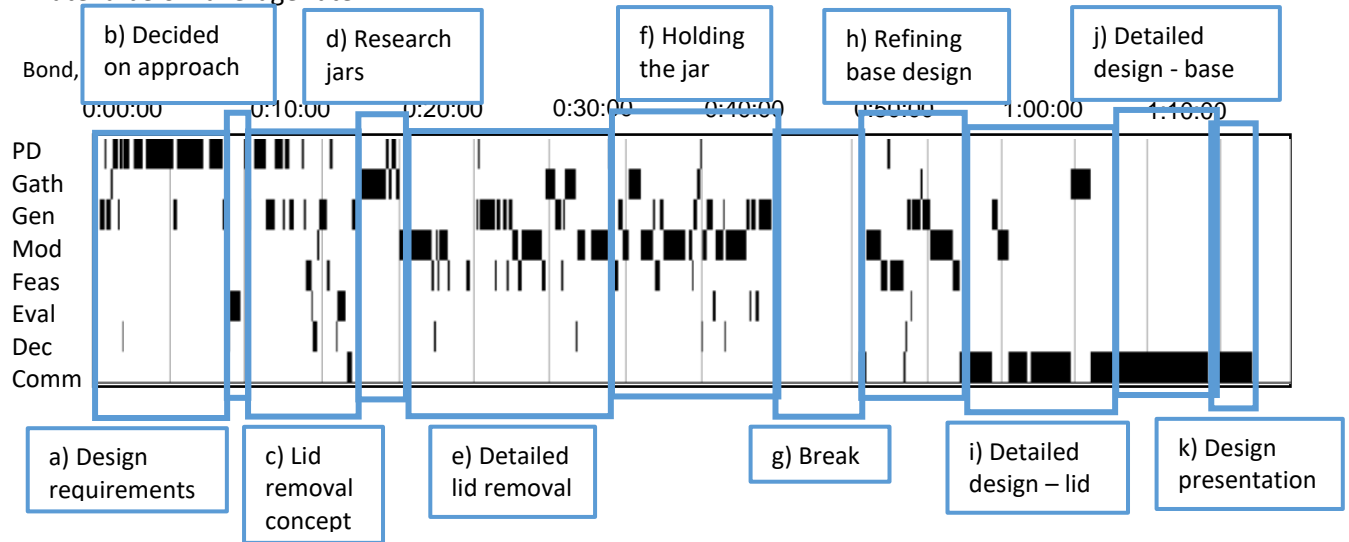 b) Decided
on approach
d) Research
jars
f) Holding
the jar
h) Refining
base design
j) Detailed
design - base
Bond,
0:00:00 0:10:00 0:20:00 0:30:00 0:40:00 0:50:00 1:00:00 1:10:00
PD
Gath
Gen
Mod
Feas
Eval
Dec
Comm
a) Design
requirements
c) Lid
removal
concept
e) Detailed
lid removal
g) Break
i) Detailed
design – lid
k) Design
presentation